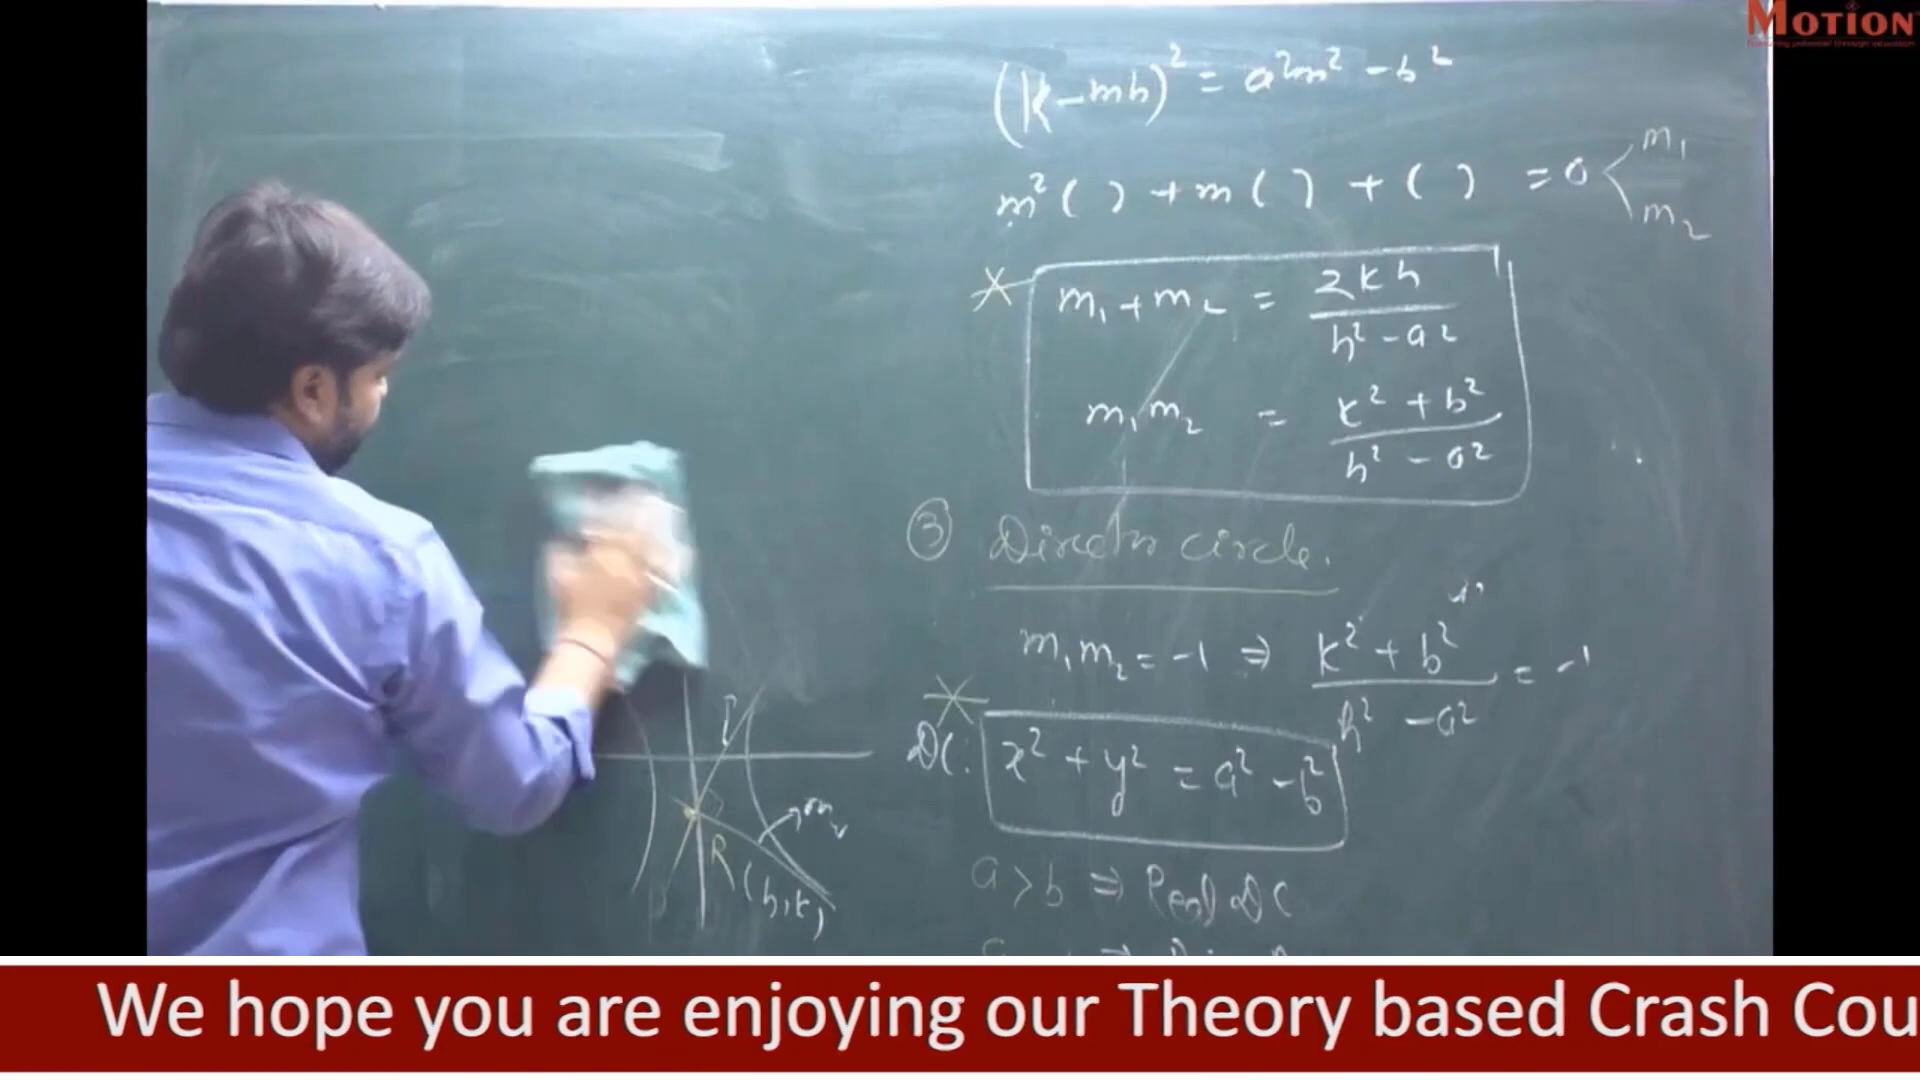 MOTION
(k-mh)² = a²m² - b²
m²( ) + m( ) + ( ) = 0 < m₁ m₂
m₁ + m₂ = 2kh / h² - a²
m₁m₂ = k² + b² / h² - a²
③ Director circle.
m₁m₂ = -1 ⇒ k² + b² / h² - a² = -1
DC: x² + y² = a² - b²
a > b ⇒ Real DC
m₂
R
(h,k)
We hope you are enjoying our Theory based Crash Cou